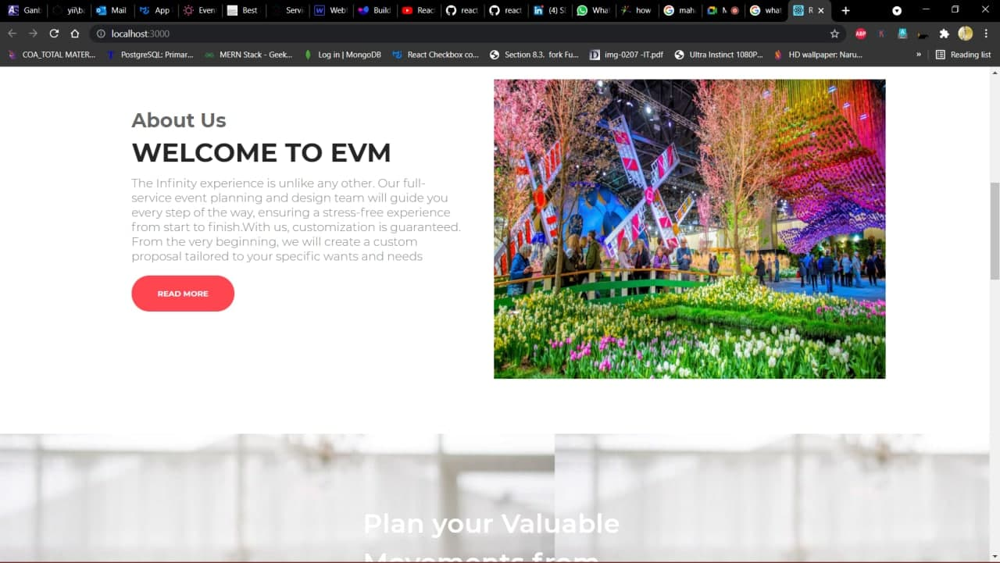 Ganb
yii\ba
Mail
App
Even
Best
Servi
Web
Build
Reac
react
react
(4) S
What
how
mah
M
what
R
localhost:3000
ABP
COA_TOTAL MATER...
PostgreSQL: Primar...
MERN Stack - Geek...
Log in | MongoDB
React Checkbox co...
Section 8.3. fork Fu...
img-0207 -IT.pdf
Ultra Instinct 1080P...
HD wallpaper: Naru...
»
Reading list
About Us
WELCOME TO EVM
The Infinity experience is unlike any other. Our full-
service event planning and design team will guide you
every step of the way, ensuring a stress-free experience
from start to finish.With us, customization is guaranteed.
From the very beginning, we will create a custom
proposal tailored to your specific wants and needs
READ MORE
Plan your Valuable
Movements from